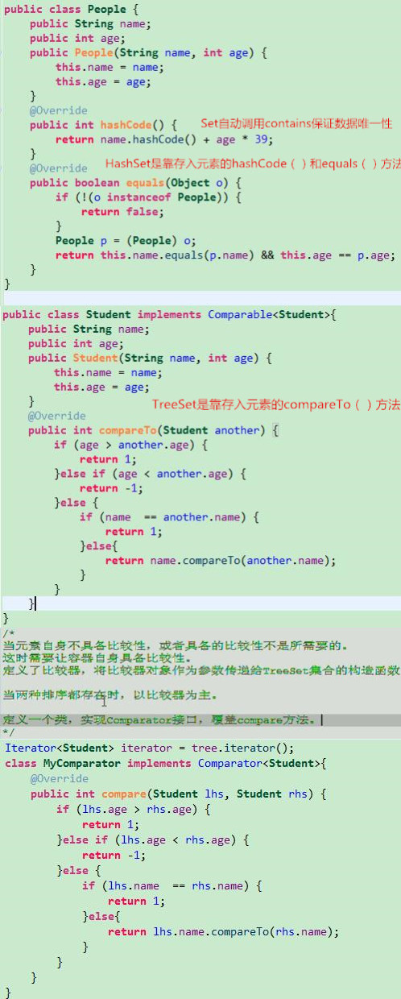 public class People {
public String name;
public int age;
public People(String name, int age) {
this.name = name;
this.age = age;
}
@Override
public int hashCode() { Set自动调用contains保证数据唯一性
return name.hashCode() + age * 39;
}
@Override HashSet是靠存入元素的hashCode（）和equals（）方法
public boolean equals(Object o) {
if (!(o instanceof People)) {
return false;
}
People p = (People) o;
return this.name.equals(p.name) && this.age == p.age;
}
}
public class Student implements Comparable<Student>{
public String name;
public int age;
public Student(String name, int age) {
this.name = name;
this.age = age;
} TreeSet是靠存入元素的compareTo（）方法
@Override
public int compareTo(Student another) {
if (age > another.age) {
return 1;
}else if (age < another.age) {
return -1;
}else {
if (name == another.name) {
return 1;
}else{
return name.compareTo(another.name);
}
}
}
}
/*
当元素自身不具备比较性，或者具备的比较性不是所需要的。
这时需要让容器自身具备比较性。
定义了比较器，将比较器对象作为参数传递给TreeSet集合的构造函数
当两种排序都存在时，以比较器为主。
定义一个类，实现Comparator接口，覆盖compare方法。
*/
Iterator<Student> iterator = tree.iterator();
class MyComparator implements Comparator<Student>{
@Override
public int compare(Student lhs, Student rhs) {
if (lhs.age > rhs.age) {
return 1;
}else if (lhs.age < rhs.age) {
return -1;
}else {
if (lhs.name == rhs.name) {
return 1;
}else{
return lhs.name.compareTo(rhs.name);
}
}
}
}